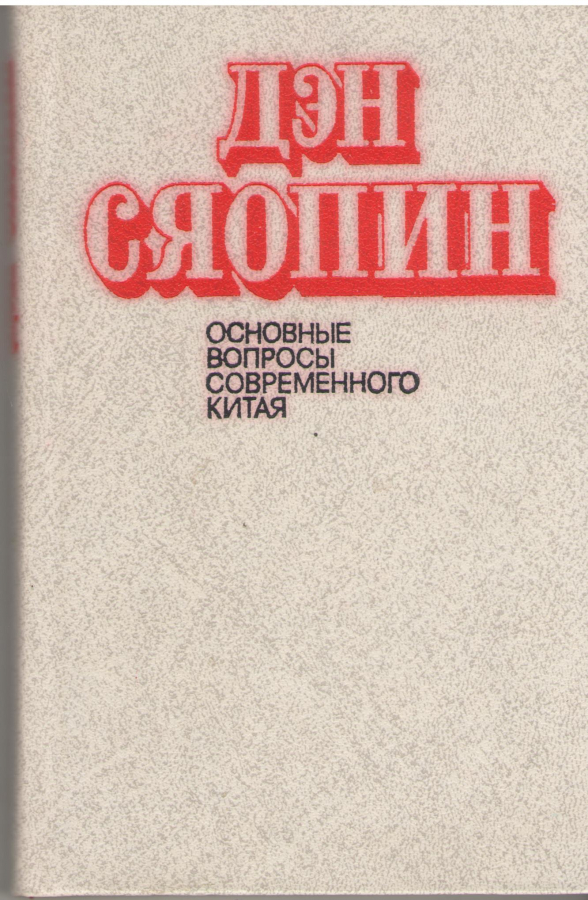 ДЭН
СЯОПИН
ОСНОВНЫЕ
ВОПРОСЫ
СОВРЕМЕННОГО
КИТАЯ